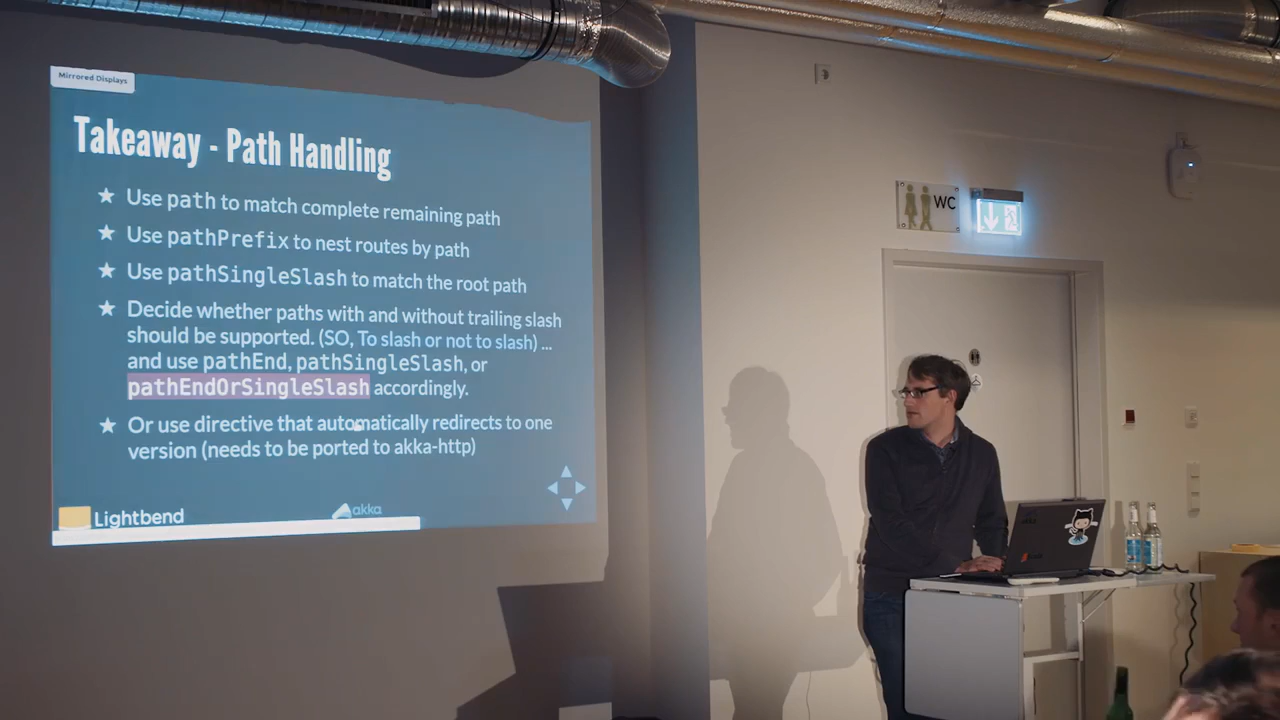 Mirrored Displays
Takeaway - Path Handling
★ Use path to match complete remaining path
★ Use pathPrefix to nest routes by path
★ Use pathSingleSlash to match the root path
★ Decide whether paths with and without trailing slash
should be supported. (SO, To slash or not to slash) ...
and use pathEnd, pathSingleSlash, or
pathEndOrSingleSlash accordingly.
★ Or use directive that automatically redirects to one
version (needs to be ported to akka-http)
Lightbend
akka
WC